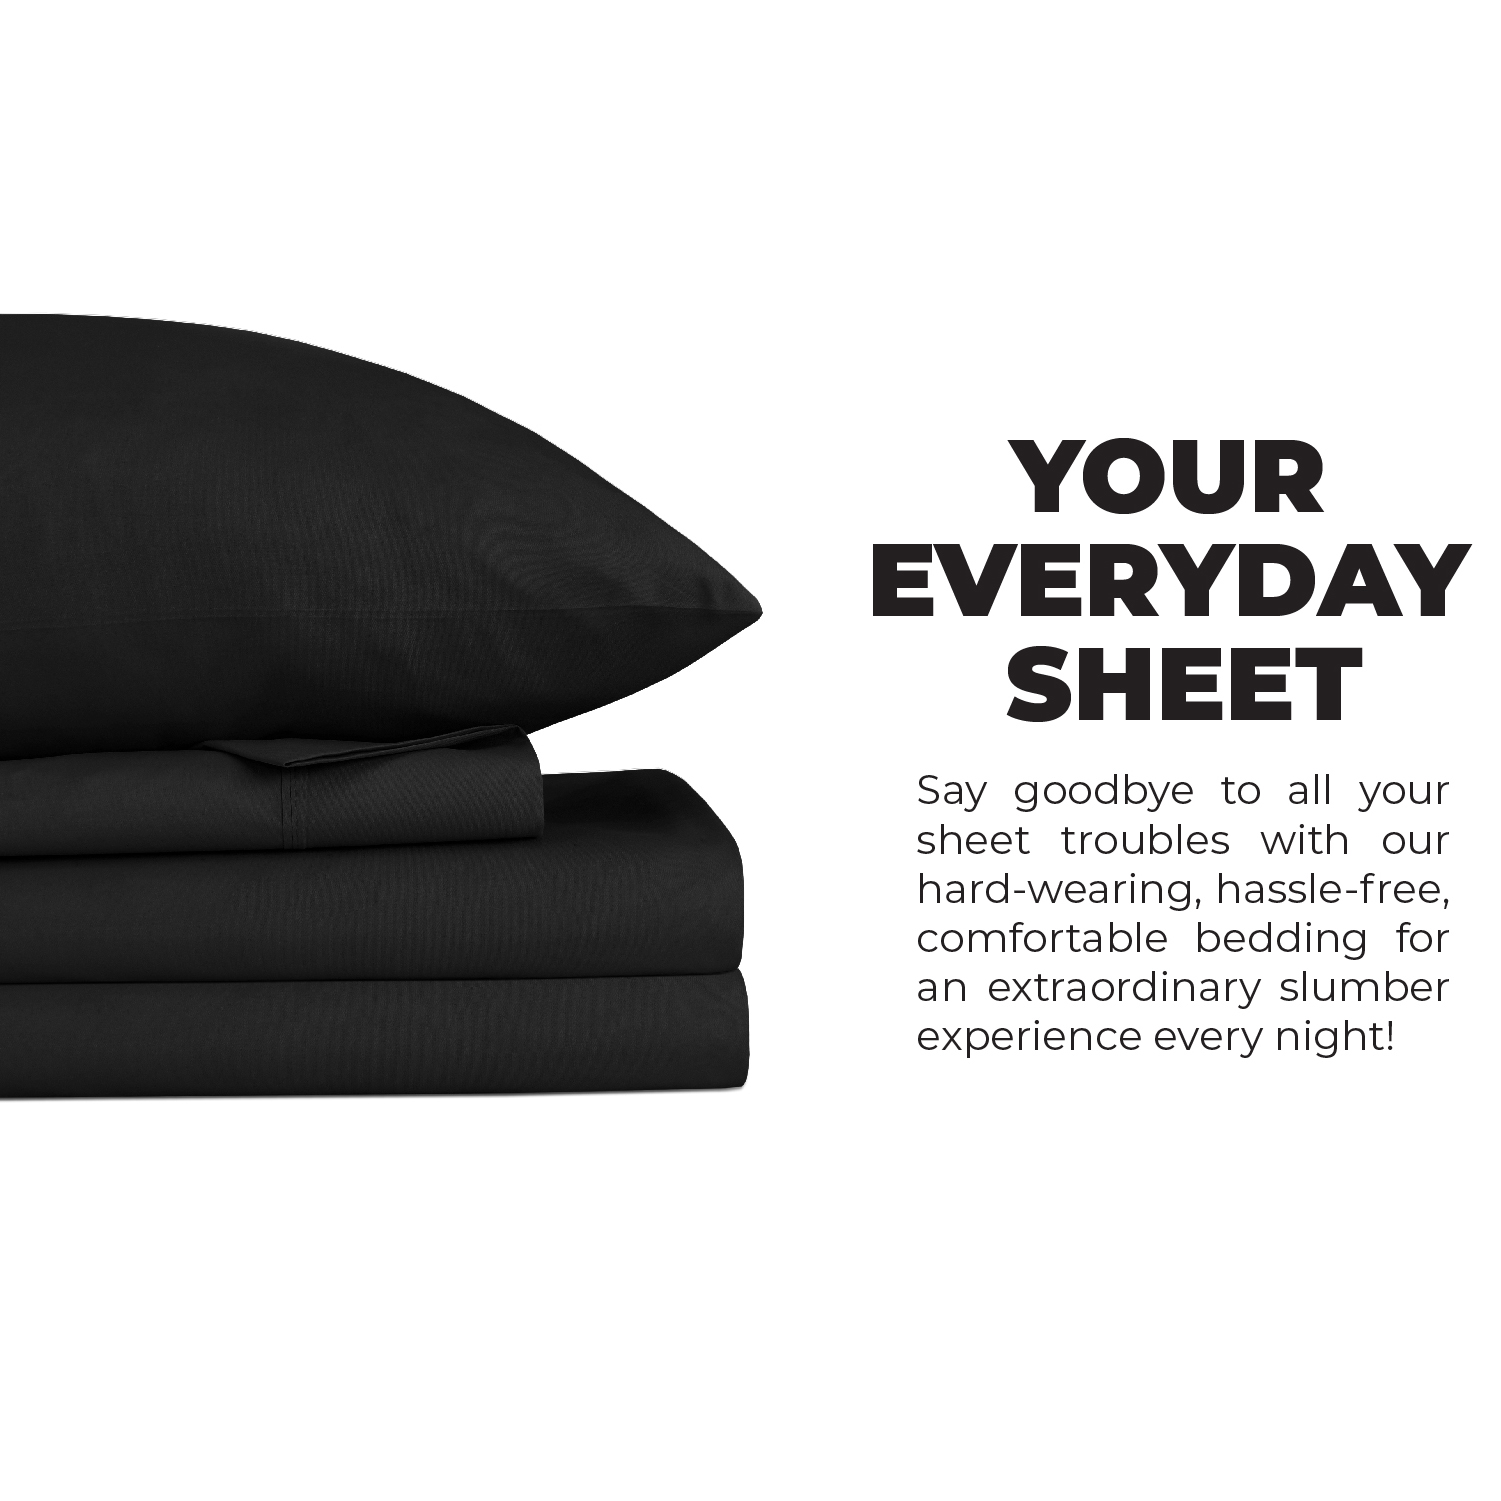 YOUR
EVERYDAY
SHEET
Say goodbye to all your
sheet troubles with our
hard-wearing, hassle-free,
comfortable bedding for
an extraordinary slumber
experience every night!